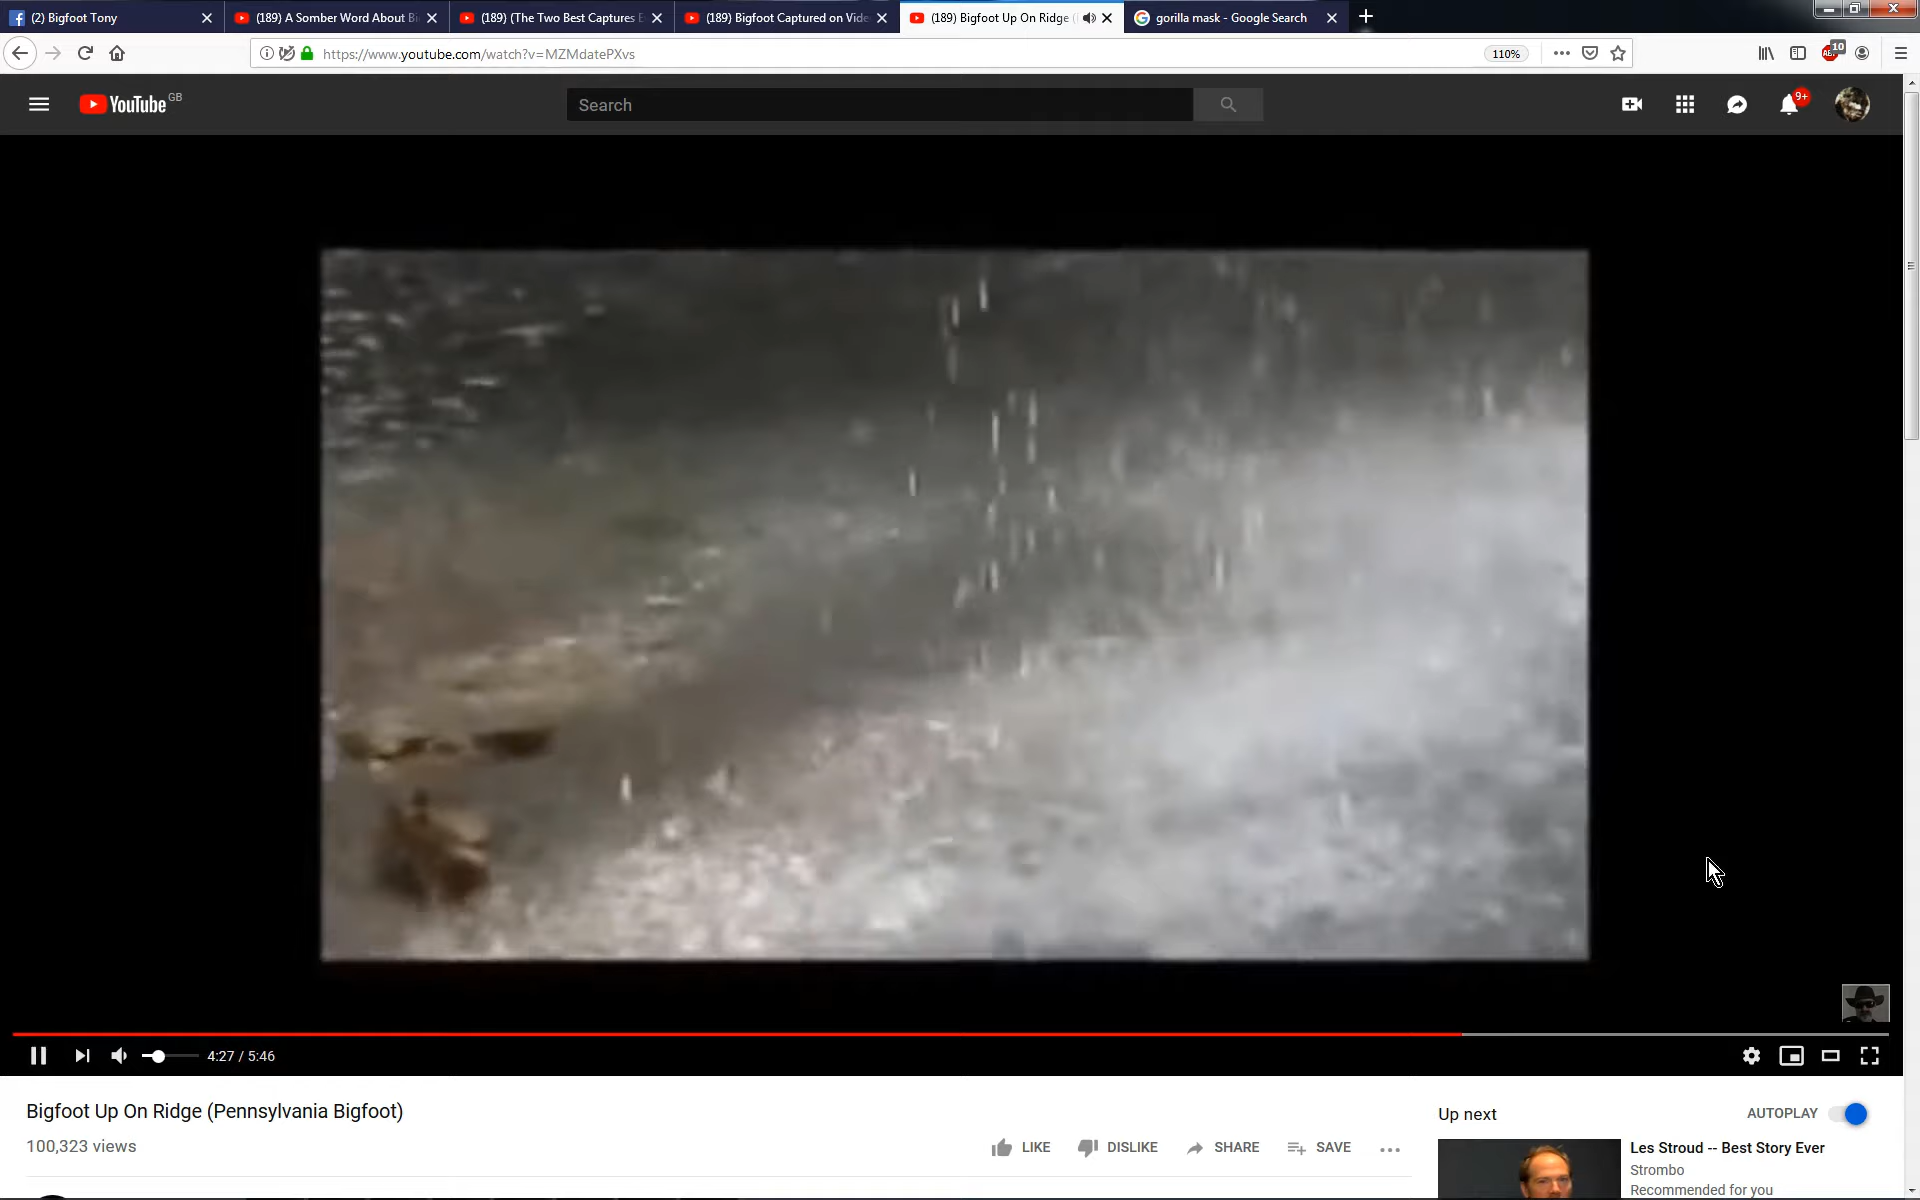 (2) Bigfoot Tony
(189) A Somber Word About Bi
(189) (The Two Best Captures E
(189) Bigfoot Captured on Vide
(189) Bigfoot Up On Ridge (
gorilla mask - Google Search
https://www.youtube.com/watch?v=MZMdatePXvs
110%
10
YouTube GB
Search
9+
4:27 / 5:46
Bigfoot Up On Ridge (Pennsylvania Bigfoot)
100,323 views
LIKE
DISLIKE
SHARE
SAVE
Up next
AUTOPLAY
Les Stroud -- Best Story Ever
Strombo
Recommended for you